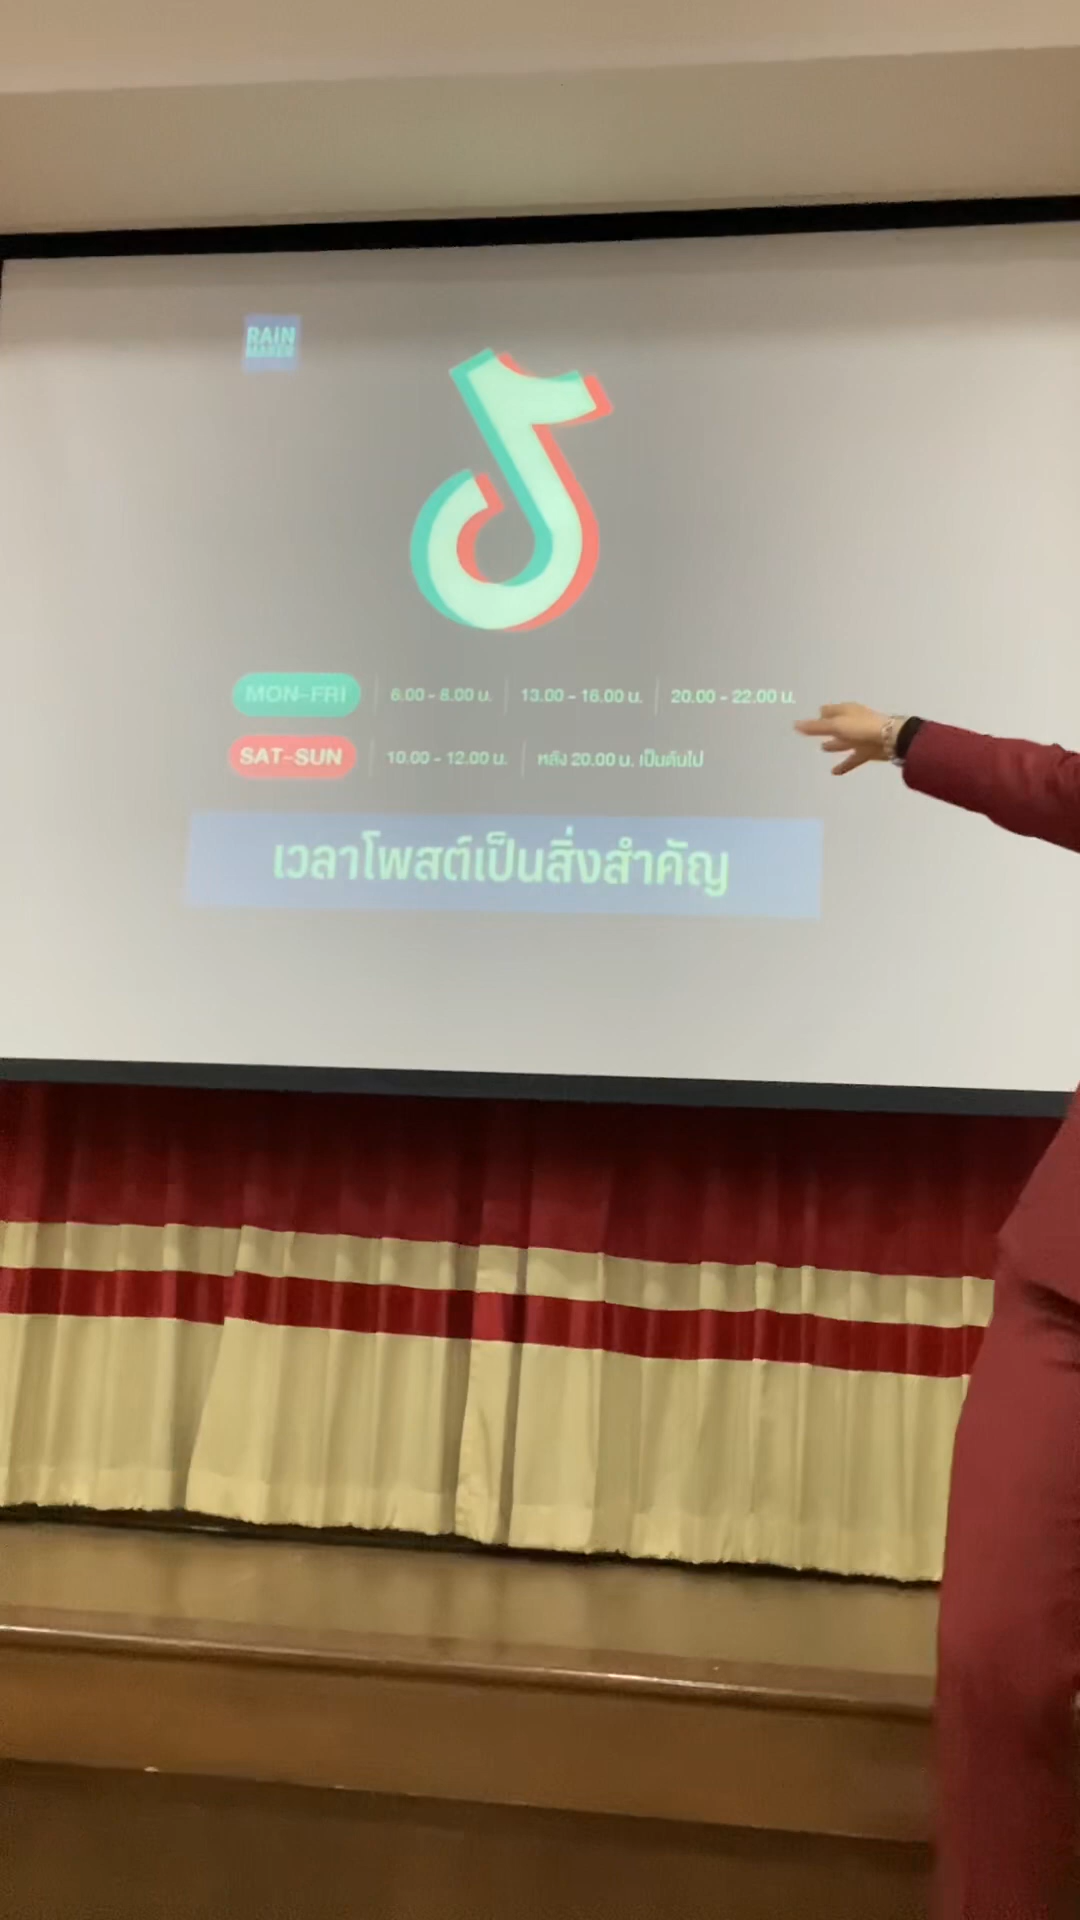 RAiN
MAKER
MON-FRI 6.00 - 8.00 น. 13.00 - 16.00 น. 20.00 - 22.00 น.
SAT-SUN 10.00 - 12.00 น. หลัง 20.00 น. เป็นต้นไป
เวลาโพสต์เป็นสิ่งสำคัญ